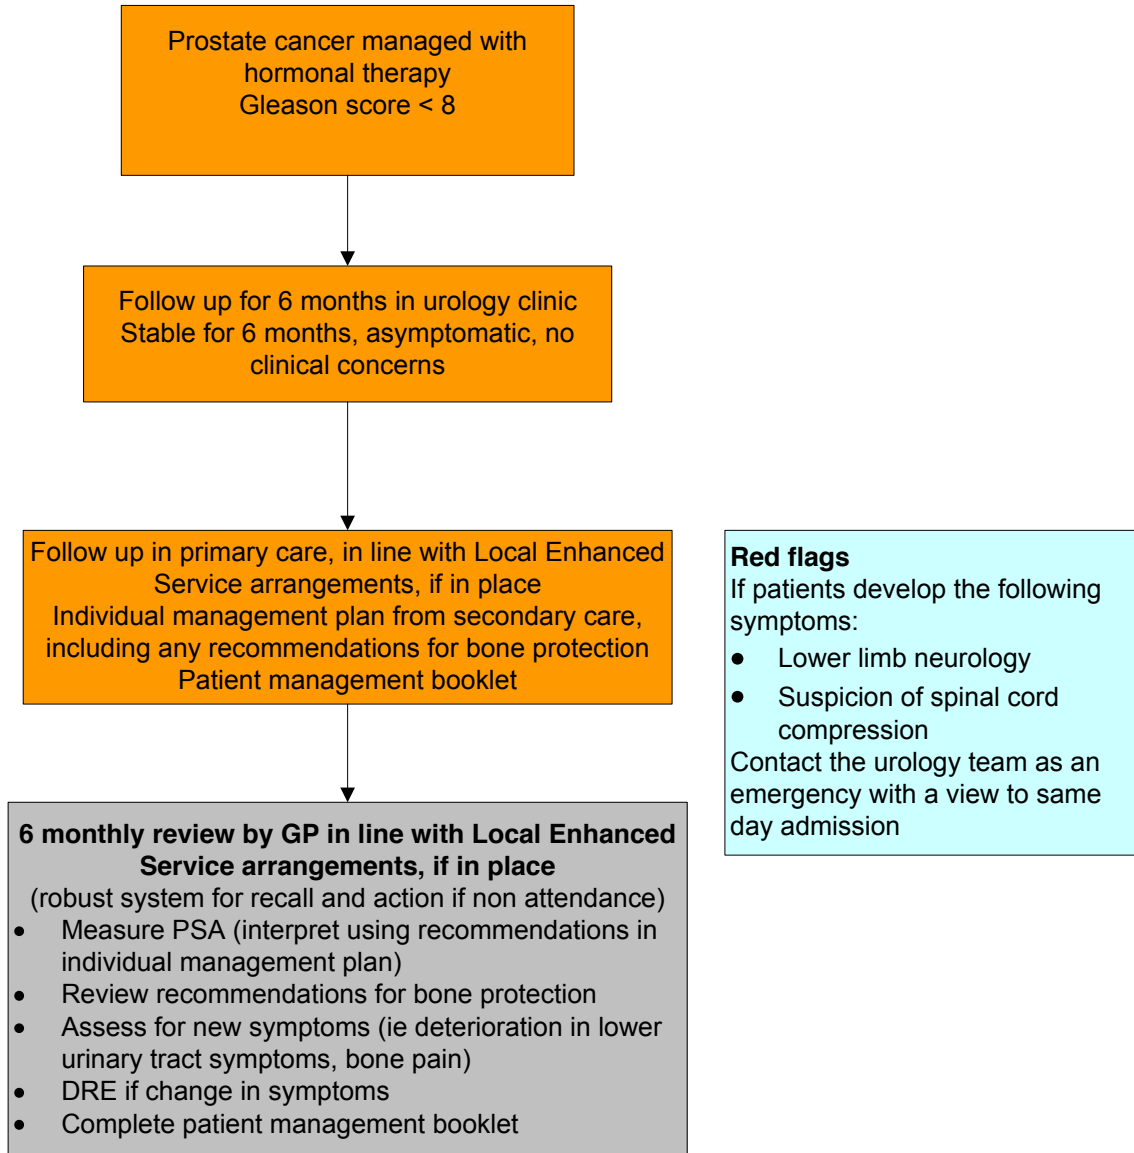 Prostate cancer managed with
hormonal therapy
Gleason score < 8
Follow up for 6 months in urology clinic
Stable for 6 months, asymptomatic, no
clinical concerns
Follow up in primary care, in line with Local Enhanced
Service arrangements, if in place
Individual management plan from secondary care,
including any recommendations for bone protection
Patient management booklet
Red flags
If patients develop the following
symptoms:
• Lower limb neurology
• Suspicion of spinal cord
compression
Contact the urology team as an
emergency with a view to same
day admission
6 monthly review by GP in line with Local Enhanced
Service arrangements, if in place
(robust system for recall and action if non attendance)
• Measure PSA (interpret using recommendations in
individual management plan)
• Review recommendations for bone protection
• Assess for new symptoms (ie deterioration in lower
urinary tract symptoms, bone pain)
• DRE if change in symptoms
• Complete patient management booklet